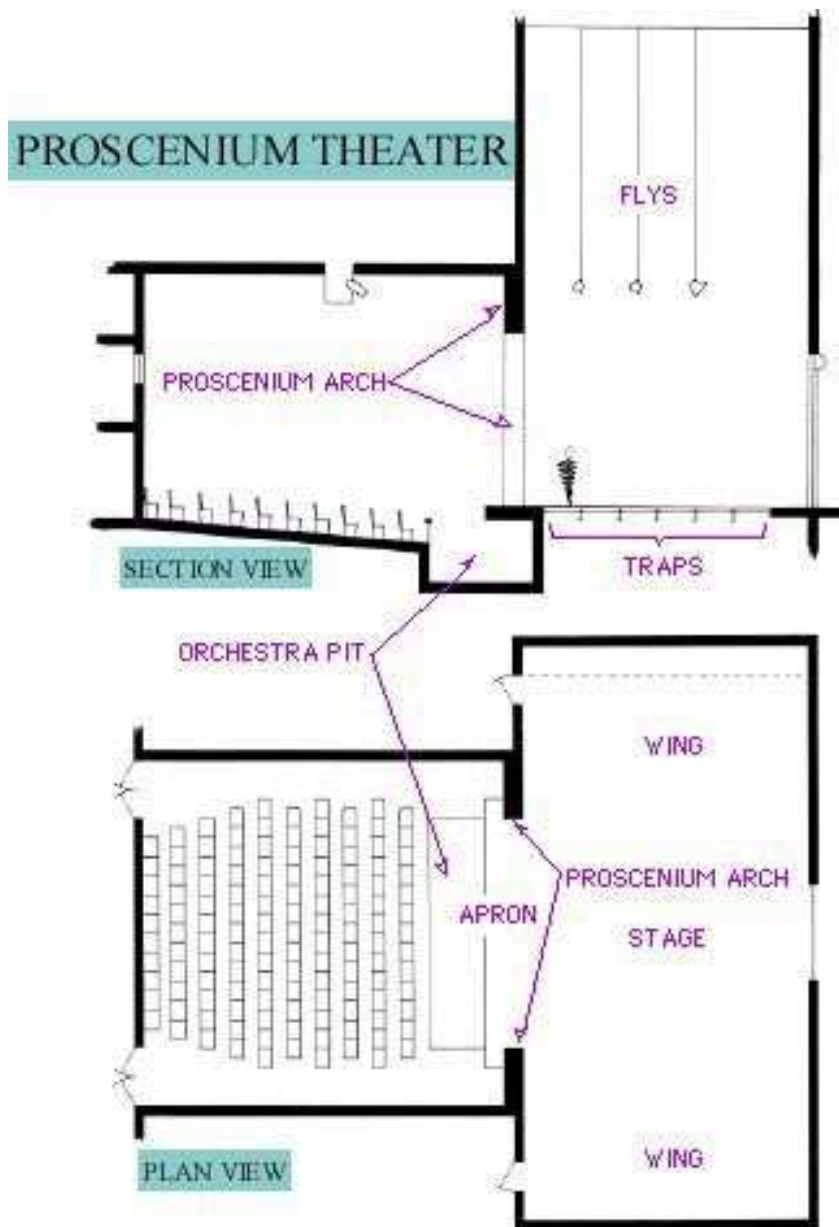 PROSCENIUM THEATER
FLYS
PROSCENIUM ARCH
SECTION VIEW
TRAPS
ORCHESTRA PIT
WING
PROSCENIUM ARCH
APRON
STAGE
WING
PLAN VIEW